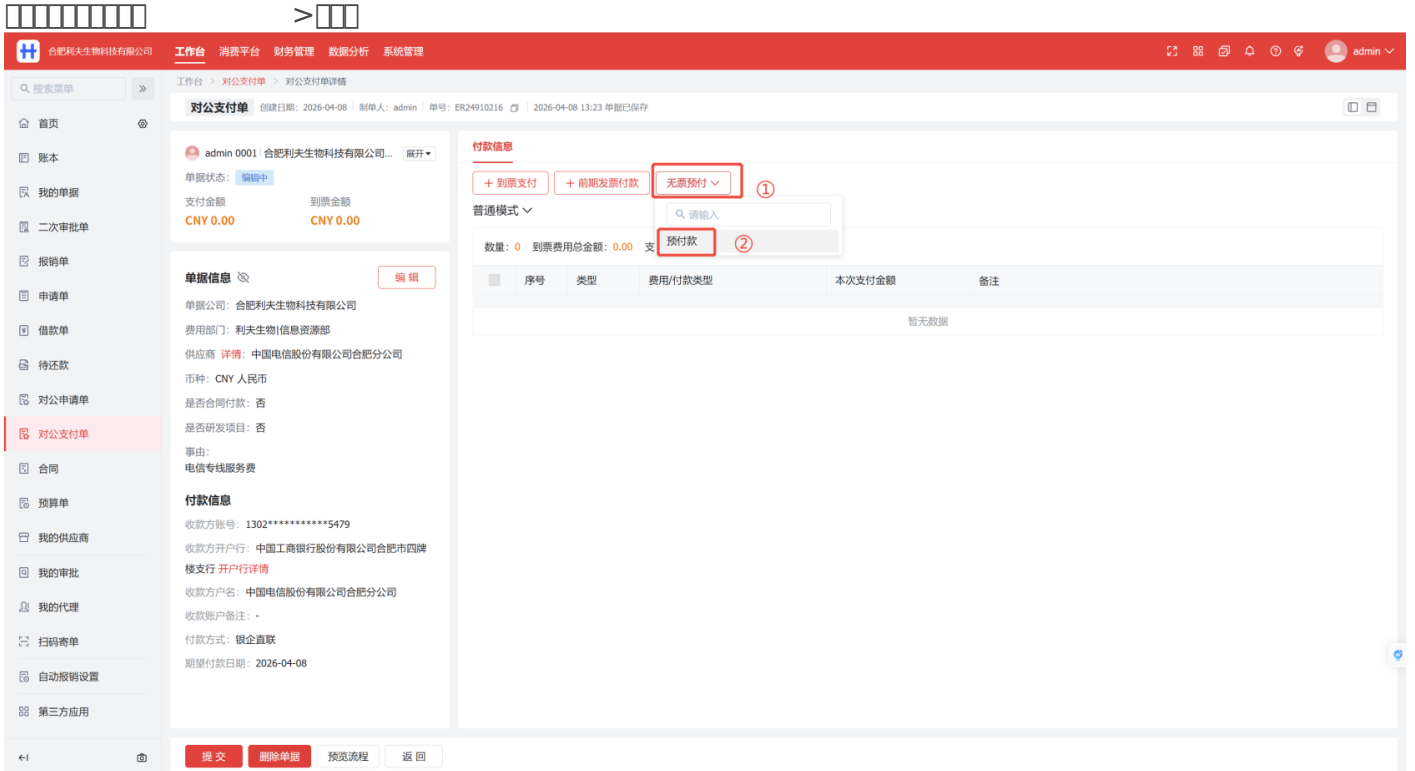 >
合肥利夫生物科技有限公司 工作台 消费平台 财务管理 数据分析 系统管理 admin
搜索菜单
首页
账本
我的单据
二次审批单
报销单
申请单
借款单
待还款
对公申请单
对公支付单
合同
预算单
我的供应商
我的审批
我的代理
扫码寄单
自动报销设置
第三方应用
工作台 > 对公支付单 > 对公支付单详情
对公支付单 创建日期: 2026-04-08 制单人: admin 单号: ER24910216 2026-04-08 13:23 单据已保存
admin 0001 合肥利夫生物科技有限公司... 展开
单据状态: 编辑中
支付金额 到票金额
CNY 0.00 CNY 0.00
单据信息 编辑
单据公司: 合肥利夫生物科技有限公司
费用部门: 利夫生物|信息资源部
供应商 详情: 中国电信股份有限公司合肥分公司
币种: CNY 人民币
是否合同付款: 否
是否研发项目: 否
事由:
电信专线服务费
付款信息
收款方账号: 1302***********5479
收款方开户行: 中国工商银行股份有限公司合肥市四牌
楼支行 开户行详情
收款方户名: 中国电信股份有限公司合肥分公司
收款账户备注: -
付款方式: 银企直联
期望付款日期: 2026-04-08
付款信息
+ 到票支付 + 前期发票付款 无票预付 ①
普通模式 请输入
数量: 0 到票费用总金额: 0.00 支 预付款 ②
序号 类型 费用/付款类型 本次支付金额 备注
暂无数据
提交 删除单据 预览流程 返回